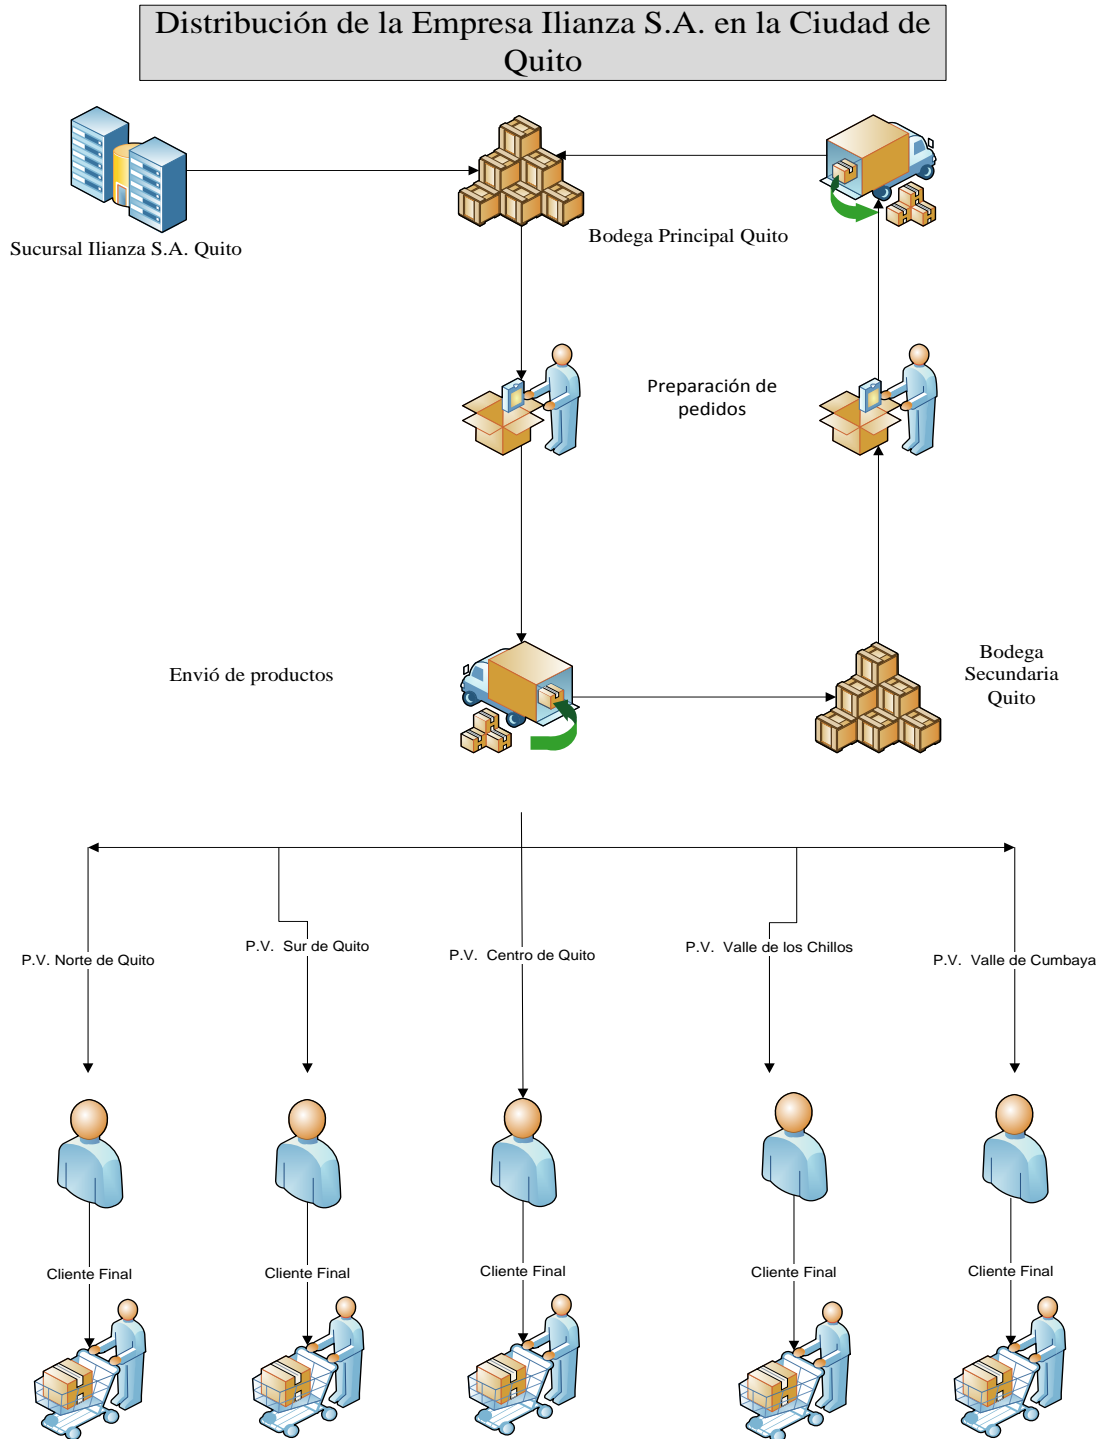 Distribución de la Empresa Ilianza S.A. en la Ciudad de
Quito
Sucursal Ilianza S.A. Quito
Bodega Principal Quito
Preparación de
pedidos
Envió de productos
Bodega
Secundaria
Quito
P.V. Norte de Quito
P.V.  Sur de Quito
P.V.  Centro de Quito
P.V.  Valle de los Chillos
P.V.  Valle de Cumbaya
Cliente Final
Cliente Final
Cliente Final
Cliente Final
Cliente Final